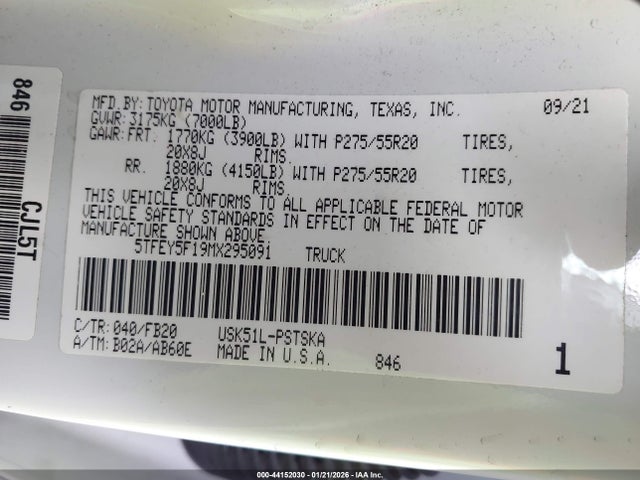 MFD.BY:TOYOTA MOTOR MANUFACTURING, TEXAS, INC. 09/21
GVWR:3175KG (7000LB)
GAWR:FRT. 1770KG (3900LB) WITH P275/55R20 TIRES,
20X8J RIMS.
RR. 1880KG (4150LB) WITH P275/55R20 TIRES,
20X8J RIMS.
THIS VEHICLE CONFORMS TO ALL APPLICABLE FEDERAL MOTOR
VEHICLE SAFETY STANDARDS IN EFFECT ON THE DATE OF
MANUFACTURE SHOWN ABOVE.
5TFEY5F19MX295091 TRUCK
C/TR:040/FB20 USK51L-PSTSKA
A/TM:B02A/AB60E MADE IN U.S.A. 846 1
846
CJL5T
000-44152030 - 01/21/2026 - IAA Inc.